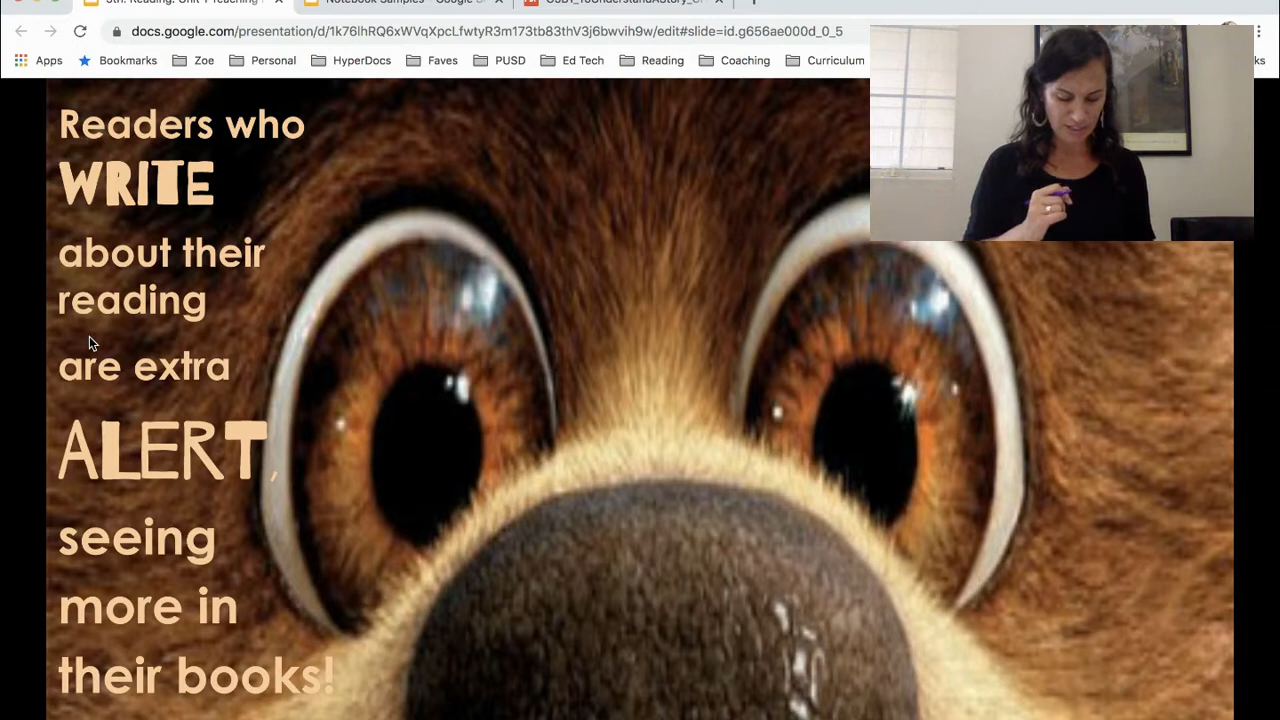 docs.google.com/presentation/d/1k76lhRQ6xWVqXpcLfwtyR3m173tb83thV3j6bwvih9w/edit#slide=id.g656ae000d_0_5
Apps Bookmarks Zoe Personal HyperDocs Faves PUSD Ed Tech Reading Coaching Curriculum
Readers who
WRITE
about their
reading
are extra
ALERT,
seeing
more in
their books!